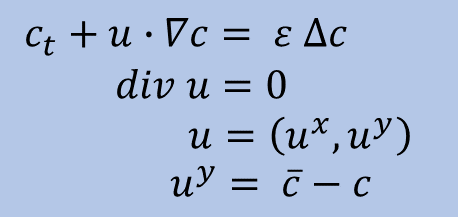 c_t + u · ∇c = ε Δc
div u = 0
u = (u^x, u^y)
u^y = c̄ − c